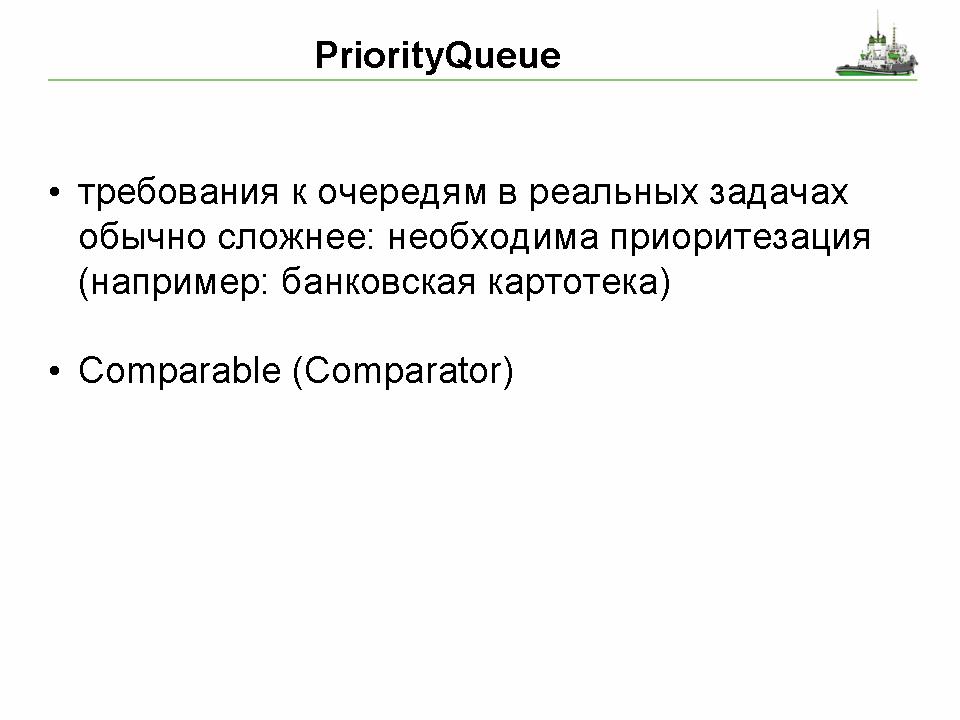 PriorityQueue
• требования к очередям в реальных задачах
обычно сложнее: необходима приоритезация
(например: банковская картотека)
• Comparable (Comparator)